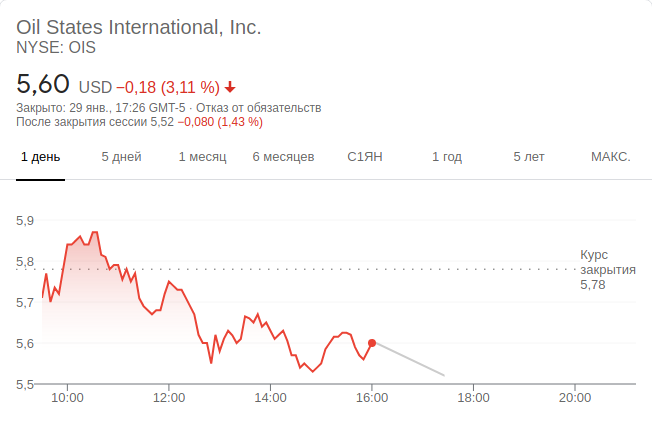 Oil States International, Inc.
NYSE: OIS
5,60 USD −0,18 (3,11 %)
Закрыто: 29 янв., 17:26 GMT-5 · Отказ от обязательств
После закрытия сессии 5,52 −0,080 (1,43 %)
1 день 5 дней 1 месяц 6 месяцев С1ЯН 1 год 5 лет МАКС.
5,9
5,8
5,7
5,6
5,5
Курс
закрытия
5,78
10:00 12:00 14:00 16:00 18:00 20:00